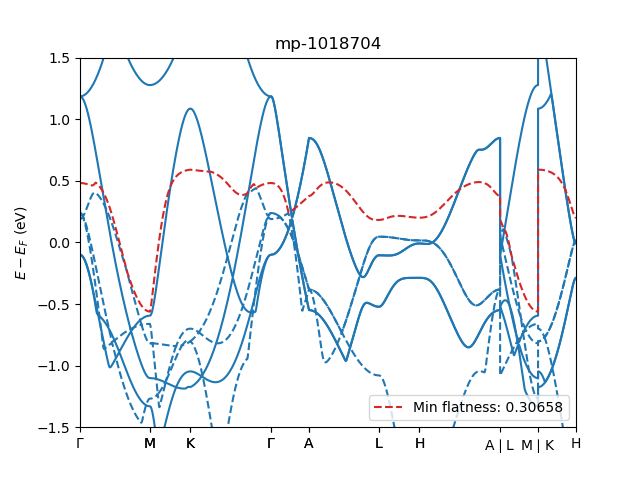 mp-1018704
E − E_F (eV)
1.5
1.0
0.5
0.0
−0.5
−1.0
−1.5
Min flatness: 0.30658
Γ M K Γ A L H A | L M | K H